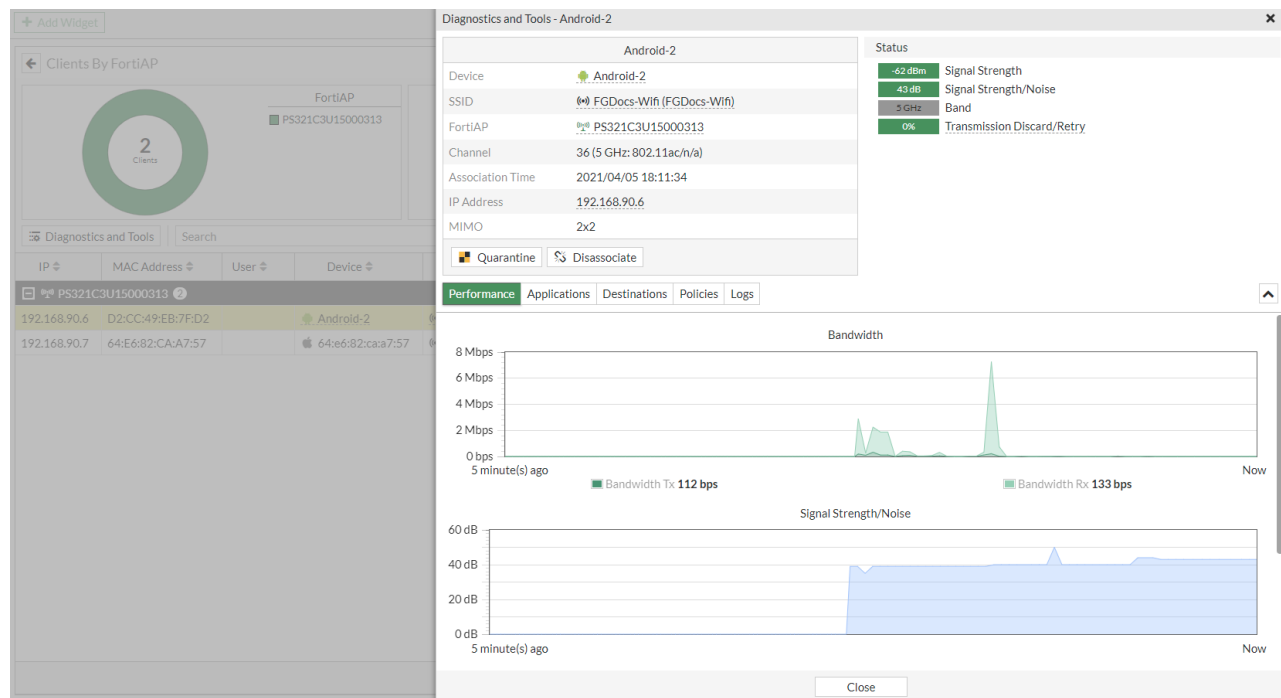 + Add Widget
Clients By FortiAP
FortiAP
PS321C3U15000313
2
Clients
Diagnostics and Tools
Search
IP MAC Address User Device
PS321C3U15000313 2
192.168.90.6 D2:CC:49:EB:7F:D2 Android-2
192.168.90.7 64:E6:82:CA:A7:57 64:e6:82:ca:a7:57
Diagnostics and Tools - Android-2
Android-2
Device Android-2
SSID FGDocs-Wifi (FGDocs-Wifi)
FortiAP PS321C3U15000313
Channel 36 (5 GHz: 802.11ac/n/a)
Association Time 2021/04/05 18:11:34
IP Address 192.168.90.6
MIMO 2x2
Quarantine Disassociate
Status
-62 dBm Signal Strength
43 dB Signal Strength/Noise
5 GHz Band
0% Transmission Discard/Retry
Performance Applications Destinations Policies Logs
Bandwidth
8 Mbps
6 Mbps
4 Mbps
2 Mbps
0 bps
5 minute(s) ago Now
Bandwidth Tx 112 bps Bandwidth Rx 133 bps
Signal Strength/Noise
60 dB
40 dB
20 dB
0 dB
5 minute(s) ago Now
Close